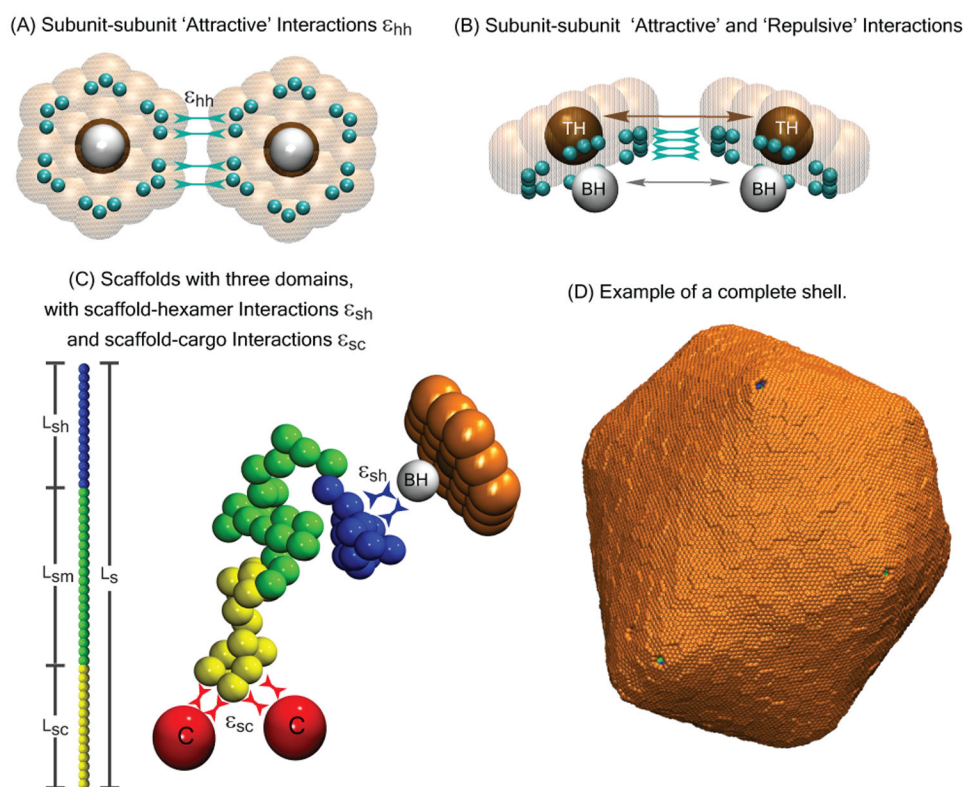 (A) Subunit-subunit ‘Attractive’ Interactions εhh
εhh
(B) Subunit-subunit ‘Attractive’ and ‘Repulsive’ Interactions
TH
TH
BH
BH
(C) Scaffolds with three domains,
with scaffold-hexamer Interactions εsh
and scaffold-cargo Interactions εsc
Lsh
Lsm
Ls
Lsc
εsh
BH
εsc
C
C
(D) Example of a complete shell.